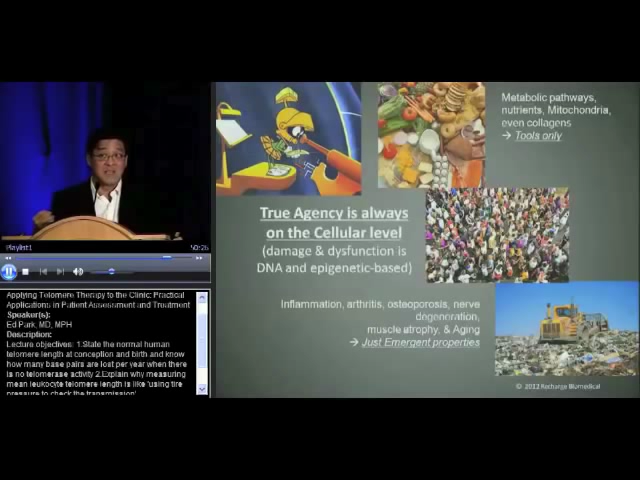 Metabolic pathways,
nutrients, Mitochondria,
even collagens
→ Tools only
True Agency is always
on the Cellular level
(damage & dysfunction is
DNA and epigenetic-based)
Inflammation, arthritis, osteoporosis, nerve
degeneration,
muscle atrophy, & Aging
→ Just Emergent properties
© 2012 Recharge Biomedical
Playlist1
50:26
Applying Telomere Therapy to the Clinic: Practical
Applications in Patient Assessment and Treatment
Speaker(s):
Ed Park, MD, MPH
Description:
Lecture objectives: 1.State the normal human
telomere length at conception and birth and know
how many base pairs are lost per year when there
is no telomerase activity 2.Explain why measuring
mean leukocyte telomere length is like 'using tire
pressure to check the transmission'